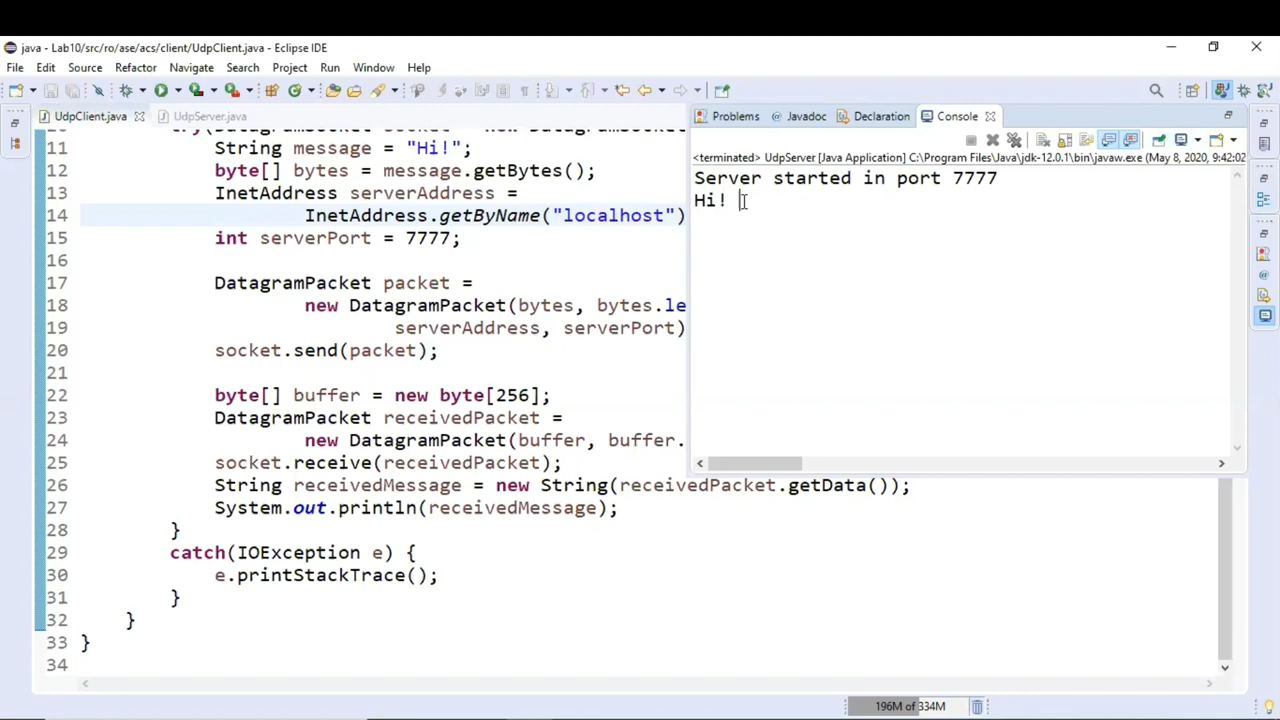 java - Lab10/src/ro/ase/acs/client/UdpClient.java - Eclipse IDE
File Edit Source Refactor Navigate Search Project Run Window Help
UdpClient.java UdpServer.java
11 String message = "Hi!";
12 byte[] bytes = message.getBytes();
13 InetAddress serverAddress =
14 InetAddress.getByName("localhost")
15 int serverPort = 7777;
16
17 DatagramPacket packet =
18 new DatagramPacket(bytes, bytes.le
19 serverAddress, serverPort)
20 socket.send(packet);
21
22 byte[] buffer = new byte[256];
23 DatagramPacket receivedPacket =
24 new DatagramPacket(buffer, buffer.
25 socket.receive(receivedPacket);
26 String receivedMessage = new String(receivedPacket.getData());
27 System.out.println(receivedMessage);
28 }
29 catch(IOException e) {
30 e.printStackTrace();
31 }
32 }
33 }
34
Problems Javadoc Declaration Console
<terminated> UdpServer [Java Application] C:\Program Files\Java\jdk-12.0.1\bin\javaw.exe (May 8, 2020, 9:42:02
Server started in port 7777
Hi!
196M of 334M